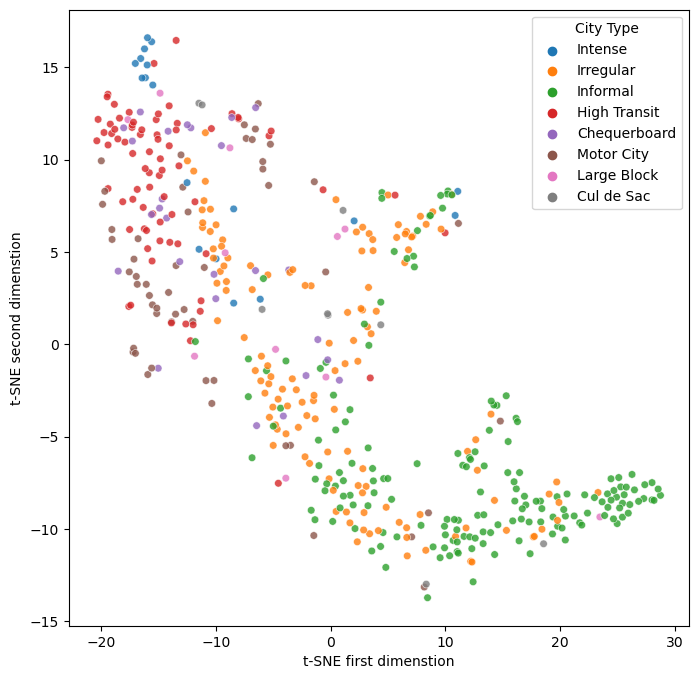 City Type
Intense
Irregular
Informal
High Transit
Chequerboard
Motor City
Large Block
Cul de Sac
15
10
5
0
−5
−10
−15
t-SNE second dimenstion
−20
−10
0
10
20
30
t-SNE first dimenstion